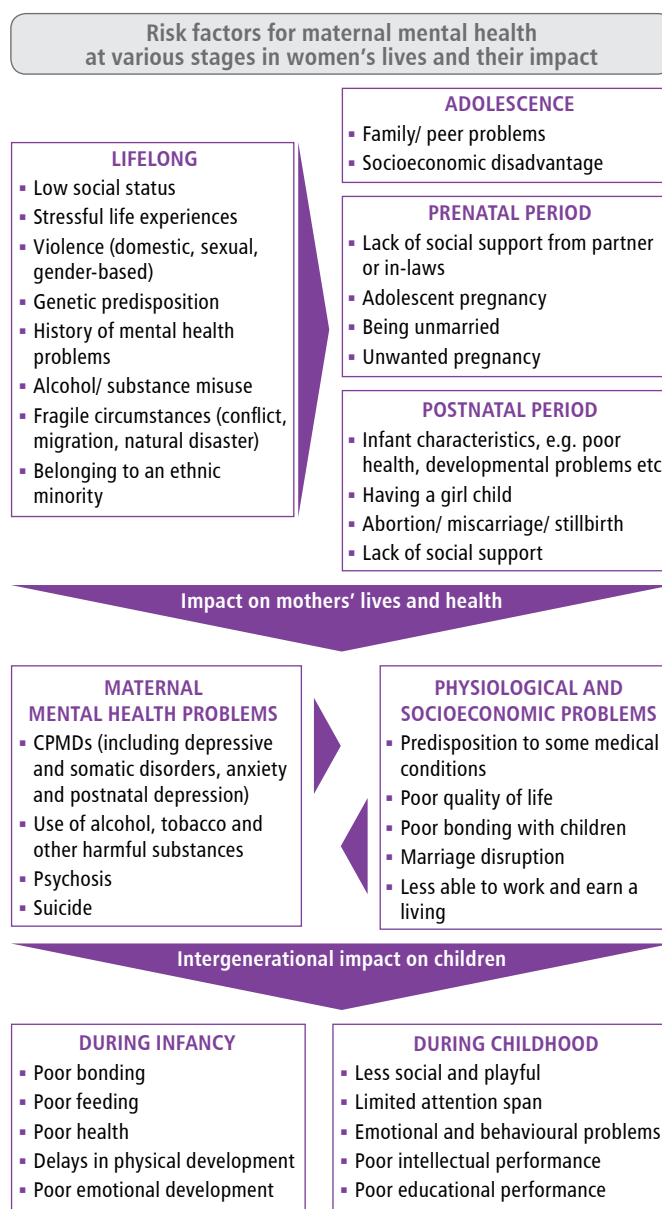 Risk factors for maternal mental health
at various stages in women's lives and their impact
LIFELONG
▪ Low social status
▪ Stressful life experiences
▪ Violence (domestic, sexual,
gender-based)
▪ Genetic predisposition
▪ History of mental health
problems
▪ Alcohol/ substance misuse
▪ Fragile circumstances (conflict,
migration, natural disaster)
▪ Belonging to an ethnic
minority
ADOLESCENCE
▪ Family/ peer problems
▪ Socioeconomic disadvantage
PRENATAL PERIOD
▪ Lack of social support from partner
or in-laws
▪ Adolescent pregnancy
▪ Being unmarried
▪ Unwanted pregnancy
POSTNATAL PERIOD
▪ Infant characteristics, e.g. poor
health, developmental problems etc
▪ Having a girl child
▪ Abortion/ miscarriage/ stillbirth
▪ Lack of social support
Impact on mothers' lives and health
MATERNAL
MENTAL HEALTH PROBLEMS
▪ CPMDs (including depressive
and somatic disorders, anxiety
and postnatal depression)
▪ Use of alcohol, tobacco and
other harmful substances
▪ Psychosis
▪ Suicide
PHYSIOLOGICAL AND
SOCIOECONOMIC PROBLEMS
▪ Predisposition to some medical
conditions
▪ Poor quality of life
▪ Poor bonding with children
▪ Marriage disruption
▪ Less able to work and earn a
living
Intergenerational impact on children
DURING INFANCY
▪ Poor bonding
▪ Poor feeding
▪ Poor health
▪ Delays in physical development
▪ Poor emotional development
DURING CHILDHOOD
▪ Less social and playful
▪ Limited attention span
▪ Emotional and behavioural problems
▪ Poor intellectual performance
▪ Poor educational performance